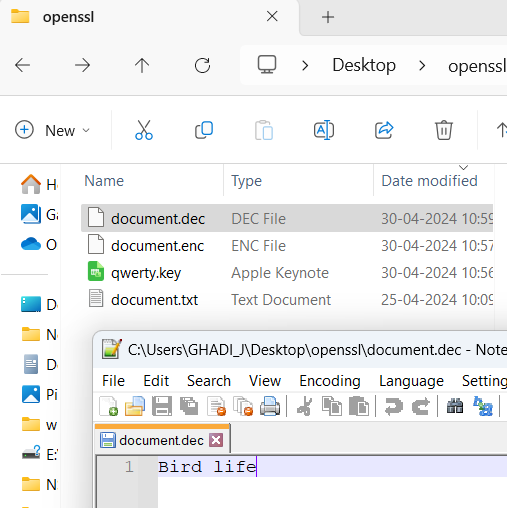 openssl
Desktop
openssl
New
Name Type Date modified
document.dec DEC File 30-04-2024 10:59
document.enc ENC File 30-04-2024 10:57
qwerty.key Apple Keynote 30-04-2024 10:56
document.txt Text Document 25-04-2024 10:09
C:\Users\GHADI_J\Desktop\openssl\document.dec - Note
File Edit Search View Encoding Language Setting
document.dec
1 Bird life